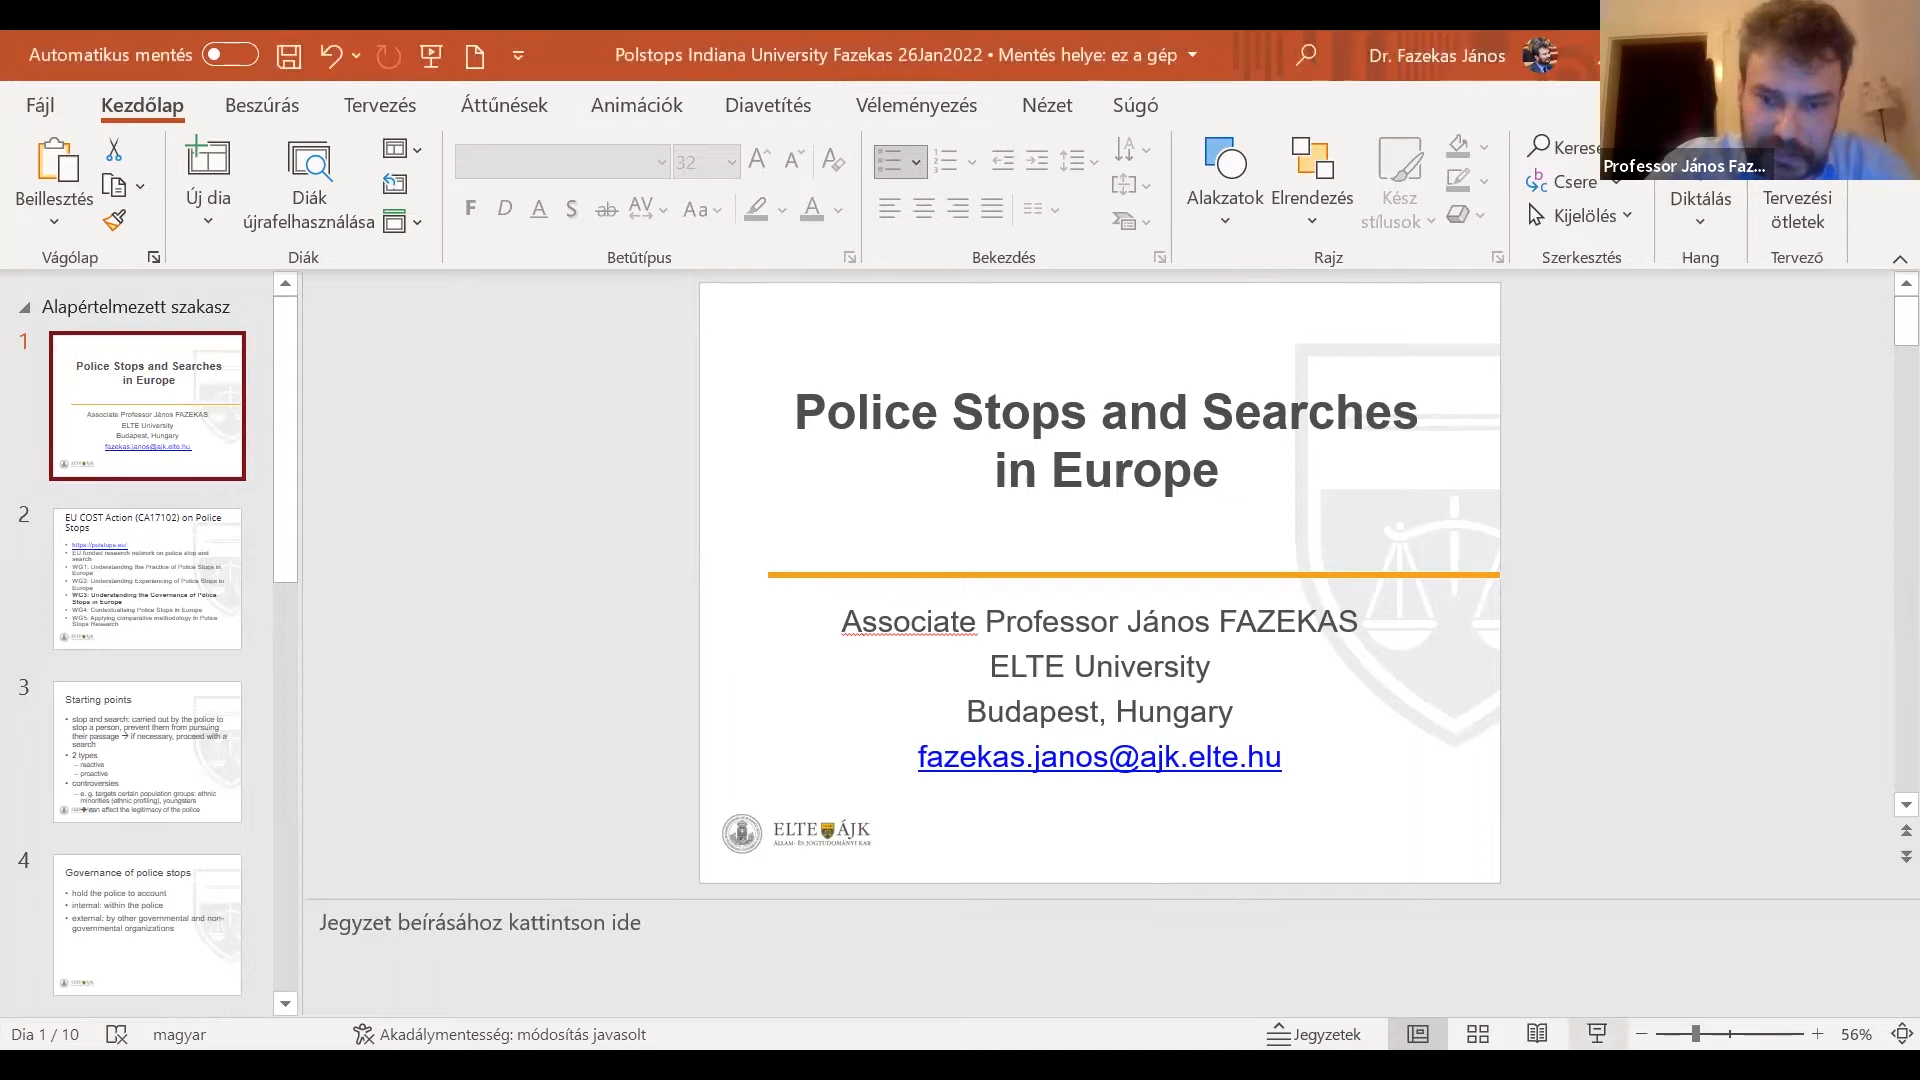 Automatikus mentés
Polstops Indiana University Fazekas 26Jan2022 • Mentés helye: ez a gép
Dr. Fazekas János
Professor János Faz...
Fájl
Kezdőlap
Beszúrás
Tervezés
Áttűnések
Animációk
Diavetítés
Véleményezés
Nézet
Súgó
Beillesztés
Új dia
Diák
újrafelhasználása
32
F D A S ab AV Aa A
Alakzatok
Elrendezés
Kész
stílusok
Csere
Kijelölés
Diktálás
Tervezési
ötletek
Vágólap
Diák
Betűtípus
Bekezdés
Rajz
Szerkesztés
Hang
Tervező
Alapértelmezett szakasz
1
Police Stops and Searches
in Europe
Associate Professor János FAZEKAS
ELTE University
Budapest, Hungary
fazekas.janos@ajk.elte.hu
2
EU COST Action (CA17102) on Police
Stops
• https://polstops.eu/
• EU funded research network on police stop and
search
• WG1: Understanding the Practice of Police Stops in
Europe
• WG2: Understanding Experiencing of Police Stops in
Europe
• WG3: Understanding the Governance of Police
Stops in Europe
• WG4. Contextualising Police Stops in Europe
• WG5. Applying comparative methodology in Police
Stops Research
3
Starting points
• stop and search: carried out by the police to
stop a person, prevent them from pursuing
their passage → if necessary, proceed with a
search
• 2 types
– reactive
– proactive
• controversies
– e. g. targets certain population groups: ethnic
minorities (ethnic profiling), youngsters
→ can affect the legitimacy of the police
4
Governance of police stops
• hold the police to account
• internal: within the police
• external: by other governmental and non-
governmental organizations
Police Stops and Searches
in Europe
Associate Professor János FAZEKAS
ELTE University
Budapest, Hungary
fazekas.janos@ajk.elte.hu
ELTE ÁJK
ÁLLAM- ÉS JOGTUDOMÁNYI KAR
Jegyzet beírásához kattintson ide
Dia 1 / 10
magyar
Akadálymentesség: módosítás javasolt
Jegyzetek
56%